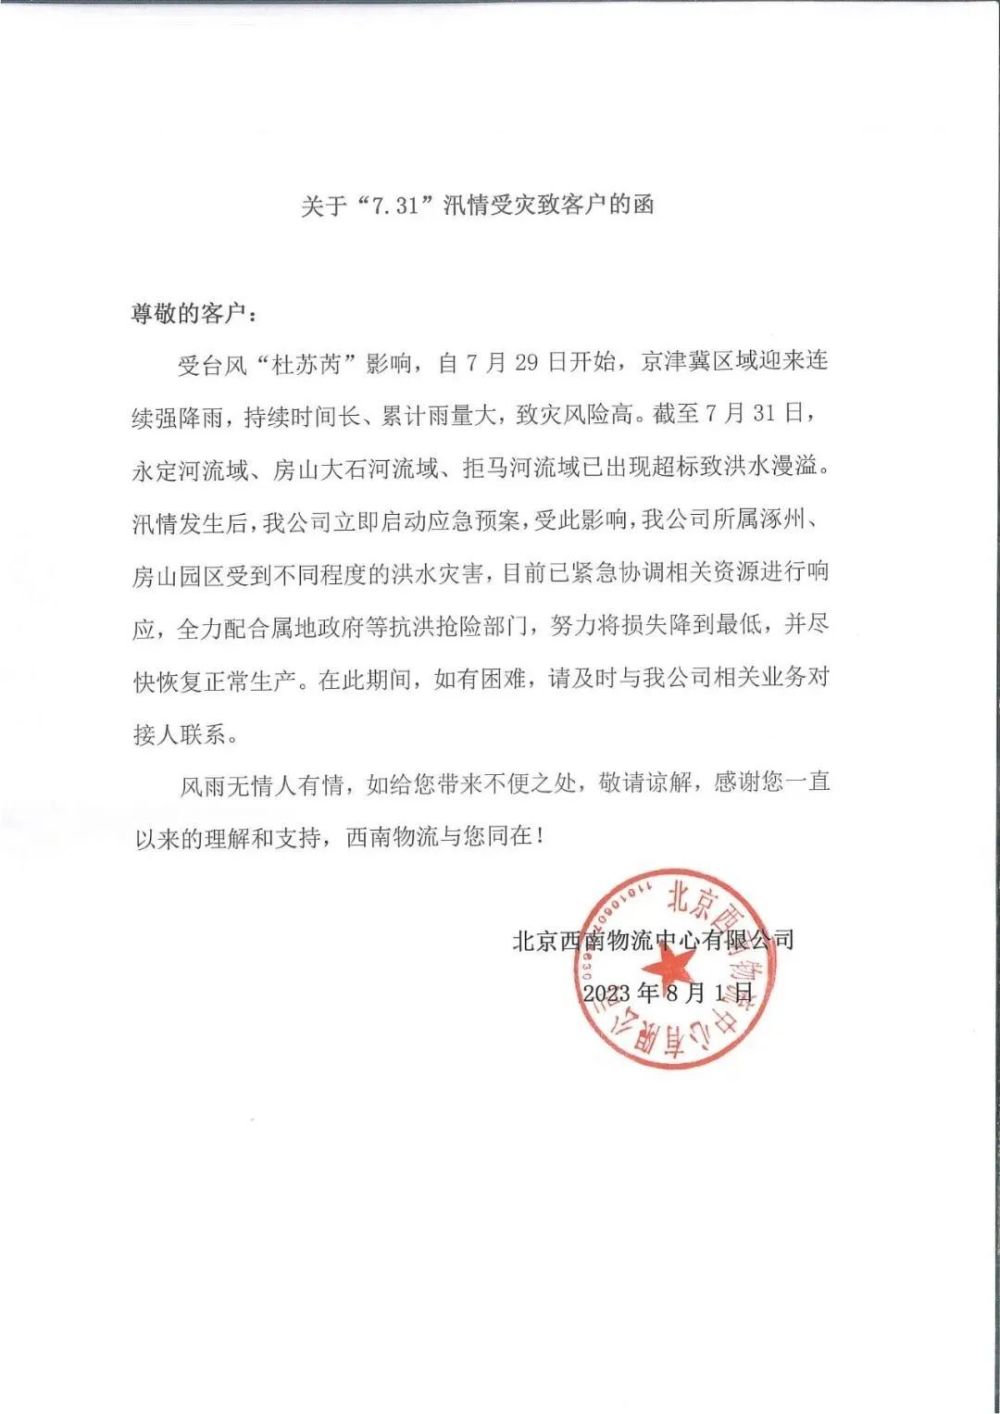 关于“7.31”汛情受灾致客户的函
尊敬的客户：
受台风“杜苏芮”影响，自7月29日开始，京津冀区域迎来连
续强降雨，持续时间长、累计雨量大，致灾风险高。截至7月31日，
永定河流域、房山大石河流域、拒马河流域已出现超标致洪水漫溢。
汛情发生后，我公司立即启动应急预案，受此影响，我公司所属涿州、
房山园区受到不同程度的洪水灾害，目前已紧急协调相关资源进行响
应，全力配合属地政府等抗洪抢险部门，努力将损失降到最低，并尽
快恢复正常生产。在此期间，如有困难，请及时与我公司相关业务对
接人联系。
风雨无情人有情，如给您带来不便之处，敬请谅解，感谢您一直
以来的理解和支持，西南物流与您同在！
北京西南物流中心有限公司
2023年8月1日
北京西南物流中心有限公司